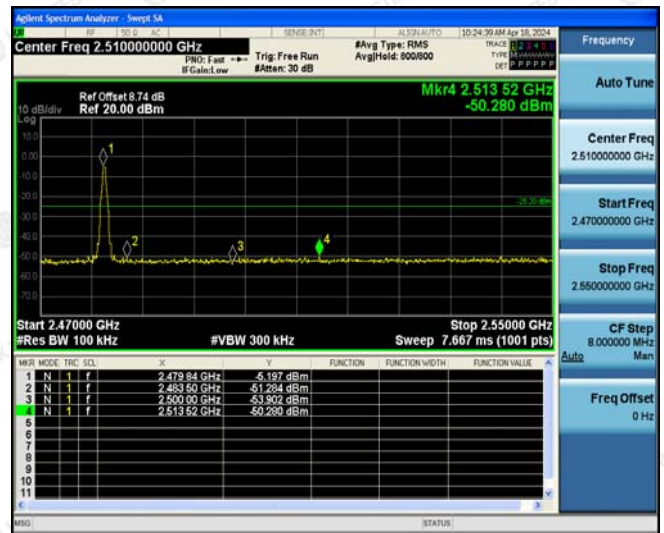 Agilent Spectrum Analyzer - Swept SA
RF 50 Ω AC SENSE:INT ALIGNAUTO 10:24:39 AM Apr 18, 2024
Center Freq 2.510000000 GHz
PNO: Fast
IFGain:Low
Trig: Free Run
#Atten: 30 dB
#Avg Type: RMS
Avg|Hold: 800/800
TRACE 1 2 3 4 5 6
TYPE
DET P P P P P P
Frequency
Auto Tune
Center Freq
2.510000000 GHz
Start Freq
2.470000000 GHz
Stop Freq
2.550000000 GHz
CF Step
8.000000 MHz
Auto Man
Freq Offset
0 Hz
Mkr4 2.513 52 GHz
-50.280 dBm
Ref Offset 8.74 dB
10 dB/div Ref 20.00 dBm
Log
10.0
0.00
-10.0
-20.0
-30.0
-40.0
-50.0
-60.0
-70.0
1
2
3
4
Start 2.47000 GHz Stop 2.55000 GHz
#Res BW 100 kHz #VBW 300 kHz Sweep 7.667 ms (1001 pts)
MKR MODE TRC SCL X Y FUNCTION FUNCTION WIDTH FUNCTION VALUE
1 N 1 f 2.479 84 GHz -5.197 dBm
2 N 1 f 2.483 50 GHz -51.284 dBm
3 N 1 f 2.500 00 GHz -53.902 dBm
4 N 1 f 2.513 52 GHz -50.280 dBm
5
6
7
8
9
10
11
MSG STATUS